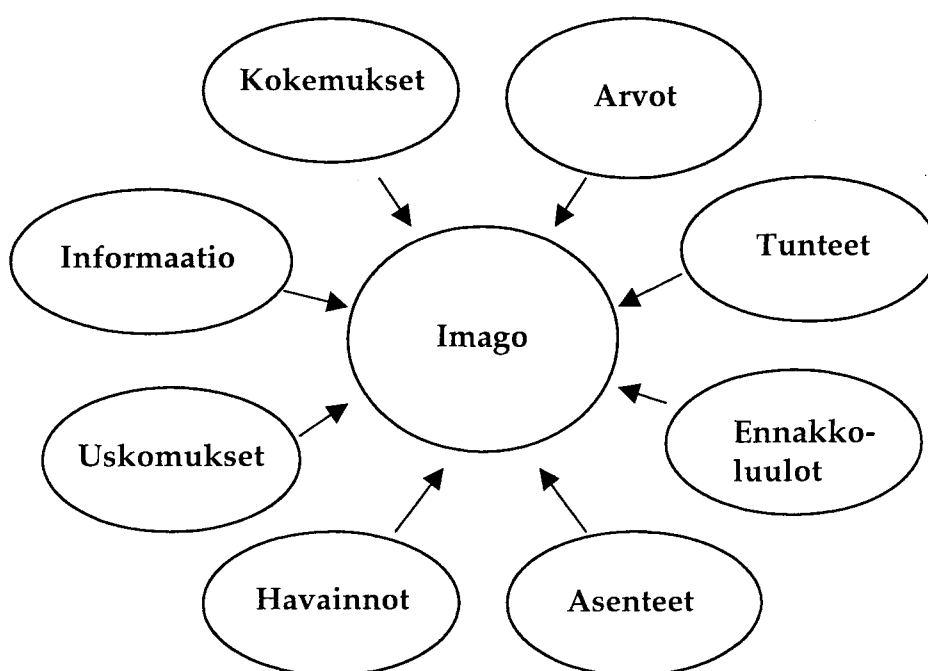 Kokemukset
Arvot
Informaatio
Tunteet
Imago
Uskomukset
Ennakko-
luulot
Havainnot
Asenteet